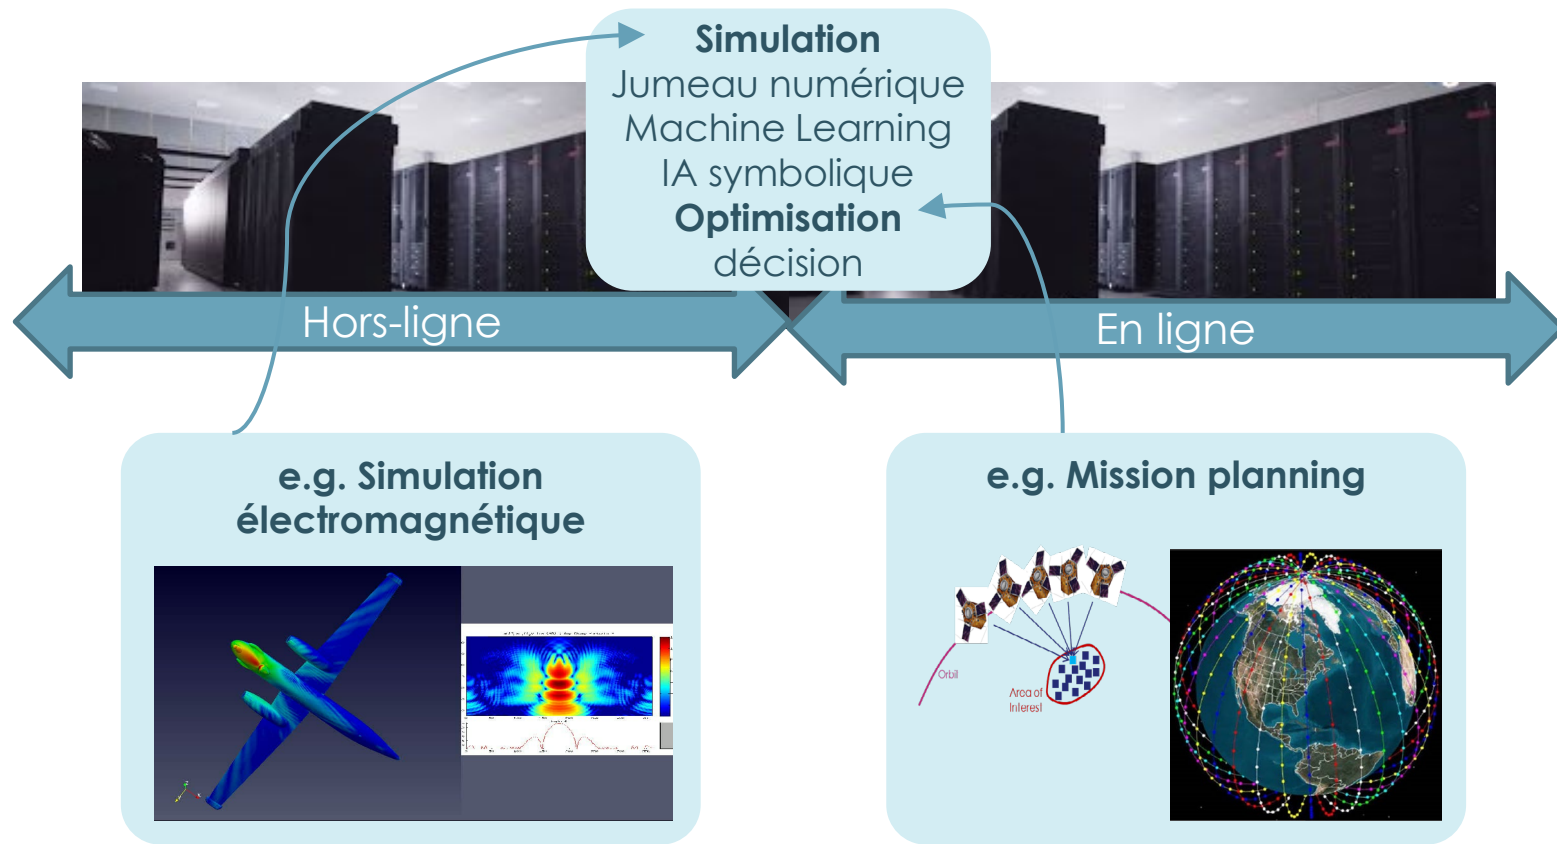 Simulation
Jumeau numérique
Machine Learning
IA symbolique
Optimisation
décision
Hors-ligne
En ligne
e.g. Simulation
électromagnétique
e.g. Mission planning
Orbit
Area of
Interest